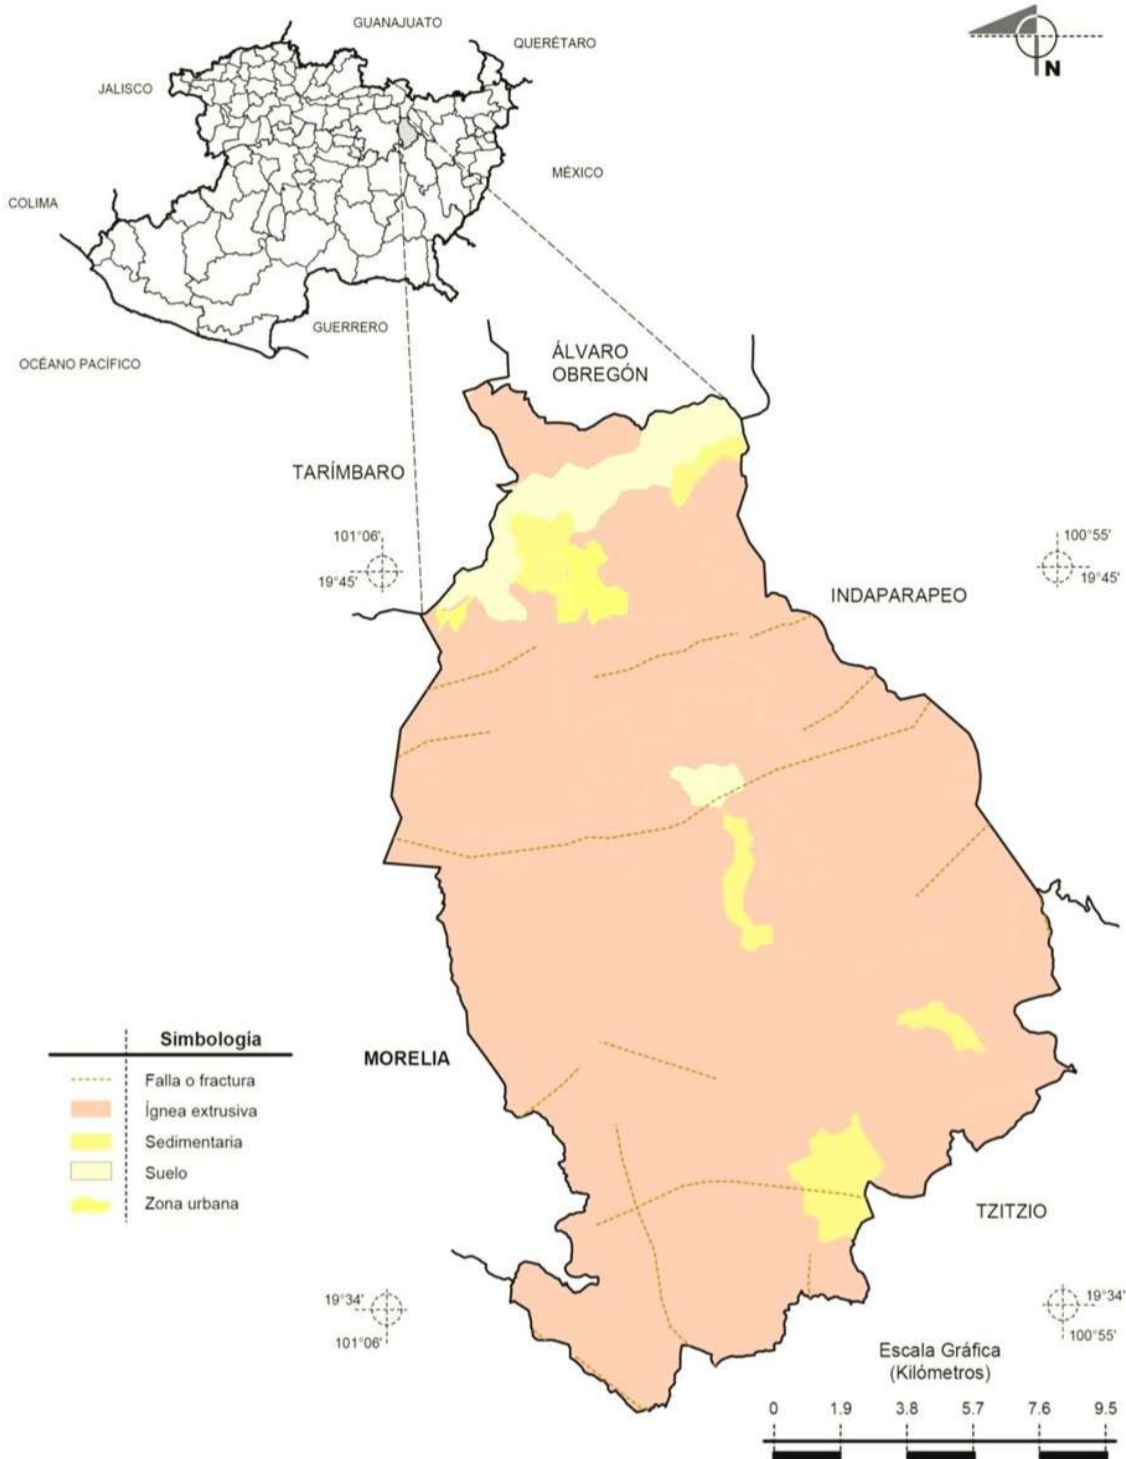 GUANAJUATO
QUERÉTARO
JALISCO
MÉXICO
COLIMA
GUERRERO
OCÉANO PACÍFICO
N
ÁLVARO
OBREGÓN
TARÍMBARO
101°06'
19°45'
100°55'
19°45'
INDAPARAPEO
MORELIA
TZITZIO
Simbología
Falla o fractura
Ígnea extrusiva
Sedimentaria
Suelo
Zona urbana
19°34'
101°06'
19°34'
100°55'
Escala Gráfica
(Kilómetros)
0 1.9 3.8 5.7 7.6 9.5